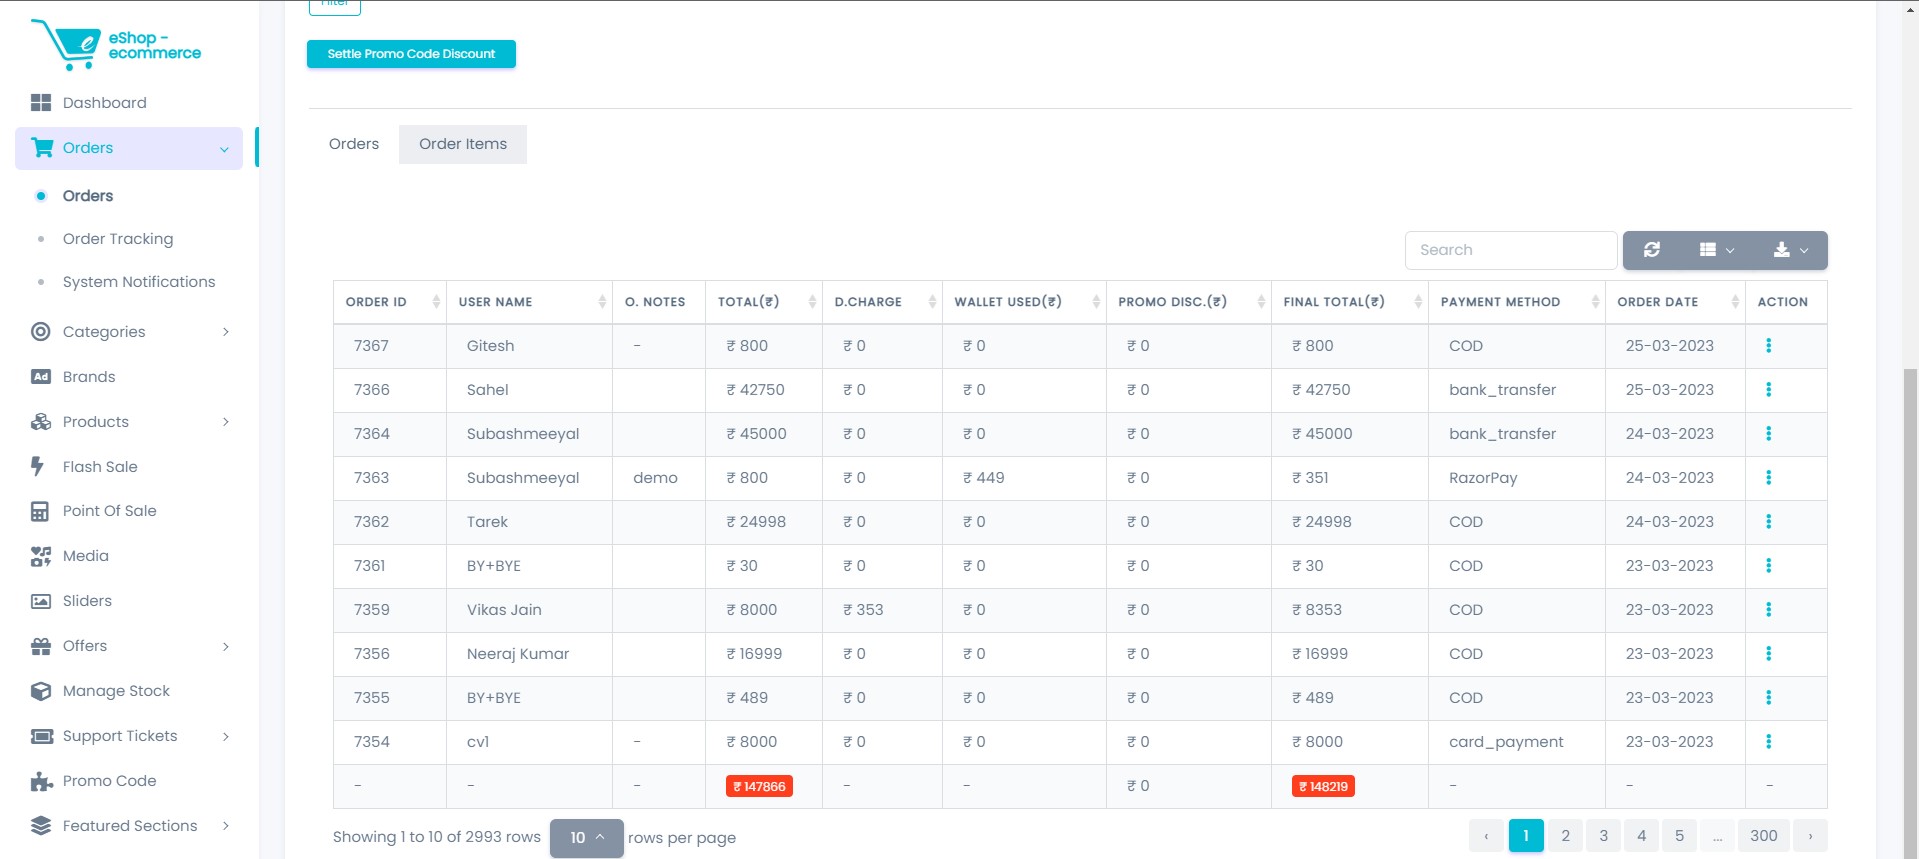 Filter
eShop -
ecommerce
Settle Promo Code Discount
Dashboard
Orders
Orders
Order Tracking
System Notifications
Categories
Ad Brands
Products
Flash Sale
Point Of Sale
Media
Sliders
Offers
Manage Stock
Support Tickets
Promo Code
Featured Sections
Orders Order Items
Search
ORDER ID USER NAME O. NOTES TOTAL(₹) D.CHARGE WALLET USED(₹) PROMO DISC.(₹) FINAL TOTAL(₹) PAYMENT METHOD ORDER DATE ACTION
7367 Gitesh - ₹ 800 ₹ 0 ₹ 0 ₹ 0 ₹ 800 COD 25-03-2023
7366 Sahel ₹ 42750 ₹ 0 ₹ 0 ₹ 0 ₹ 42750 bank_transfer 25-03-2023
7364 Subashmeeyal ₹ 45000 ₹ 0 ₹ 0 ₹ 0 ₹ 45000 bank_transfer 24-03-2023
7363 Subashmeeyal demo ₹ 800 ₹ 0 ₹ 449 ₹ 0 ₹ 351 RazorPay 24-03-2023
7362 Tarek ₹ 24998 ₹ 0 ₹ 0 ₹ 0 ₹ 24998 COD 24-03-2023
7361 BY+BYE ₹ 30 ₹ 0 ₹ 0 ₹ 0 ₹ 30 COD 23-03-2023
7359 Vikas Jain ₹ 8000 ₹ 353 ₹ 0 ₹ 0 ₹ 8353 COD 23-03-2023
7356 Neeraj Kumar ₹ 16999 ₹ 0 ₹ 0 ₹ 0 ₹ 16999 COD 23-03-2023
7355 BY+BYE ₹ 489 ₹ 0 ₹ 0 ₹ 0 ₹ 489 COD 23-03-2023
7354 cv1 - ₹ 8000 ₹ 0 ₹ 0 ₹ 0 ₹ 8000 card_payment 23-03-2023
- - - ₹ 147866 - - ₹ 0 ₹ 148219 - - -
Showing 1 to 10 of 2993 rows 10 rows per page ‹ 1 2 3 4 5 ... 300 ›